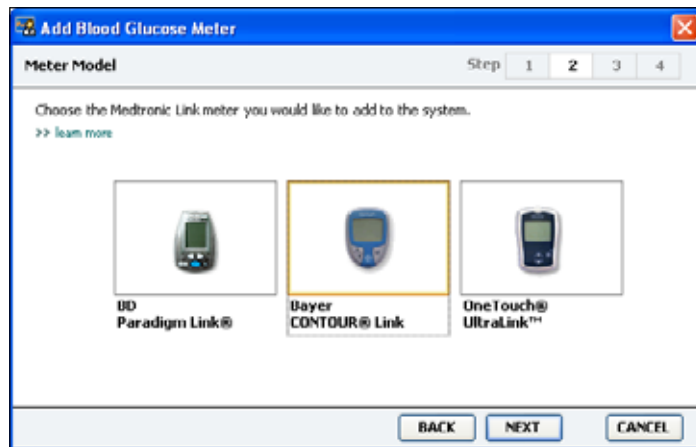 Add Blood Glucose Meter
Meter Model Step 1 2 3 4
Choose the Medtronic Link meter you would like to add to the system.
>> learn more
BD
Paradigm Link®
Bayer
CONTOUR® Link
OneTouch®
UltraLink™
BACK NEXT CANCEL